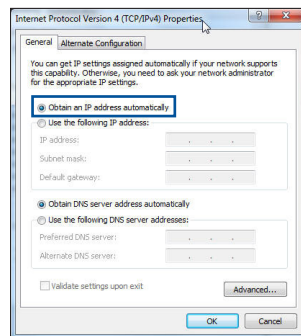 Internet Protocol Version 4 (TCP/IPv4) Properties
General
Alternate Configuration
You can get IP settings assigned automatically if your network supports
this capability. Otherwise, you need to ask your network administrator
for the appropriate IP settings.
Obtain an IP address automatically
Use the following IP address:
IP address:
Subnet mask:
Default gateway:
Obtain DNS server address automatically
Use the following DNS server addresses:
Preferred DNS server:
Alternate DNS server:
Validate settings upon exit
Advanced...
OK
Cancel